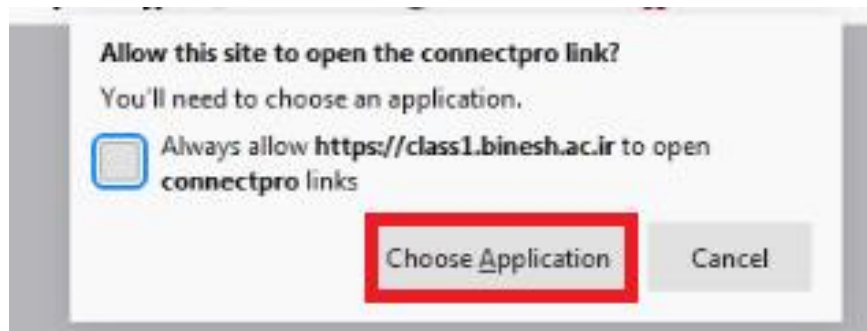 Allow this site to open the connectpro link?
You'll need to choose an application.
Always allow https://class1.binesh.ac.ir to open
connectpro links
Choose Application
Cancel